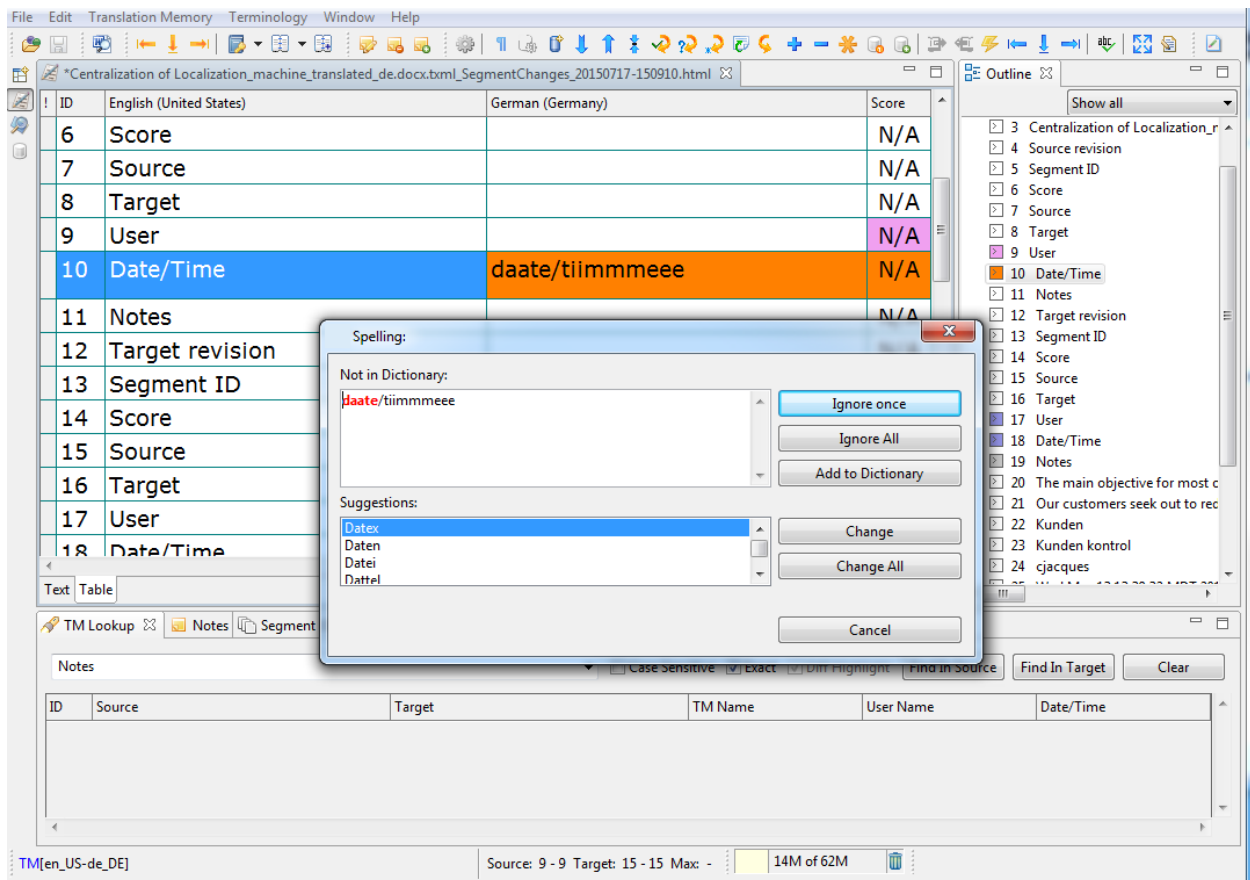 File Edit Translation Memory Terminology Window Help
*Centralization of Localization_machine_translated_de.docx.txml_SegmentChanges_20150717-150910.html
! ID English (United States) German (Germany) Score
6 Score N/A
7 Source N/A
8 Target N/A
9 User N/A
10 Date/Time daate/tiimmmeee N/A
11 Notes N/A
12 Target revision
13 Segment ID
14 Score
15 Source
16 Target
17 User
18 Date/Time
Text Table
Spelling:
Not in Dictionary:
daate/tiimmmeee
Ignore once
Ignore All
Add to Dictionary
Suggestions:
Datex
Daten
Datei
Dattel
Change
Change All
Cancel
Outline
Show all
3 Centralization of Localization_r
4 Source revision
5 Segment ID
6 Score
7 Source
8 Target
9 User
10 Date/Time
11 Notes
12 Target revision
13 Segment ID
14 Score
15 Source
16 Target
17 User
18 Date/Time
19 Notes
20 The main objective for most c
21 Our customers seek out to rec
22 Kunden
23 Kunden kontrol
24 cjacques
TM Lookup Notes Segment
Notes Case Sensitive Exact Diff Highlight Find In Source Find In Target Clear
ID Source Target TM Name User Name Date/Time
TM[en_US-de_DE] Source: 9 - 9 Target: 15 - 15 Max: - 14M of 62M